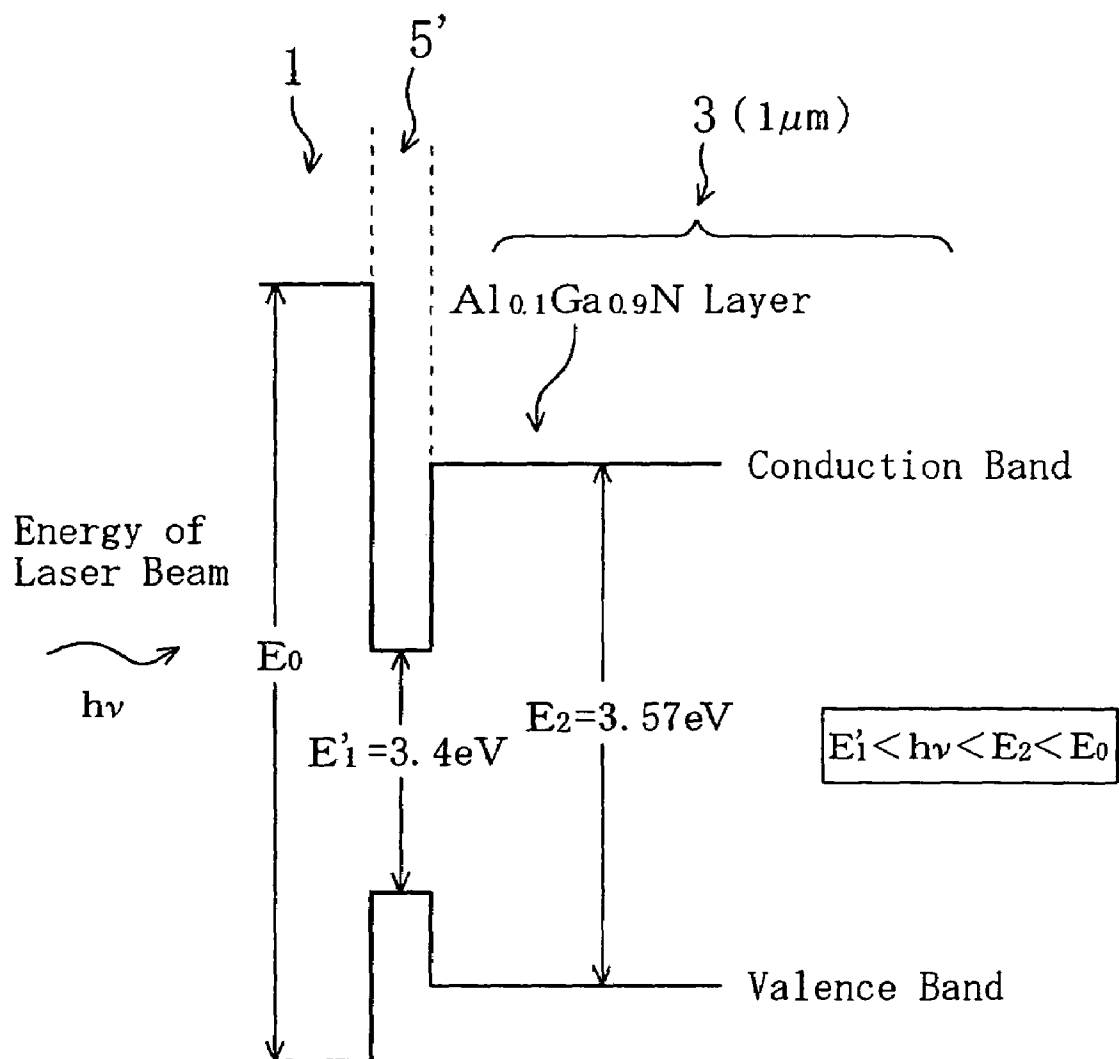 1
5'
3 (1μm)
Al0.1Ga0.9N Layer
Conduction Band
Energy of
Laser Beam
hν
E0
E'1=3.4eV
E2=3.57eV
E'1<hν<E2<E0
Valence Band